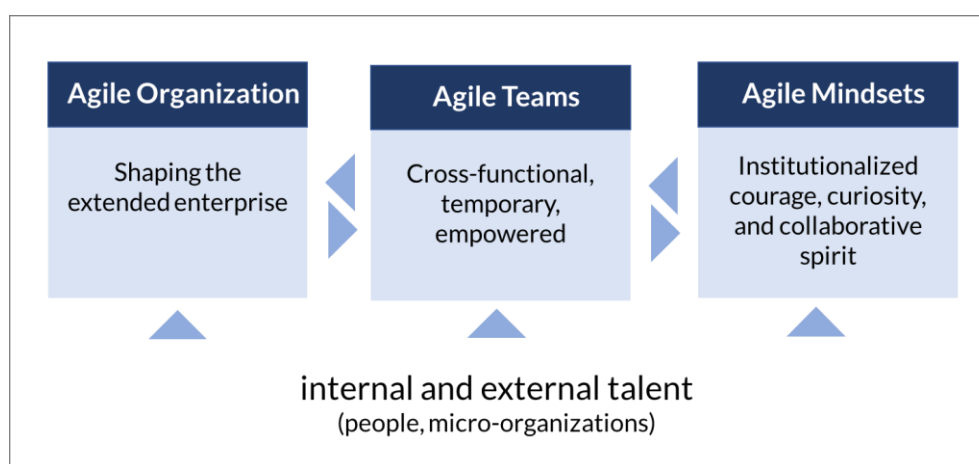 Agile Organization
Shaping the
extended enterprise
Agile Teams
Cross-functional,
temporary,
empowered
Agile Mindsets
Institutionalized
courage, curiosity,
and collaborative
spirit
internal and external talent
(people, micro-organizations)